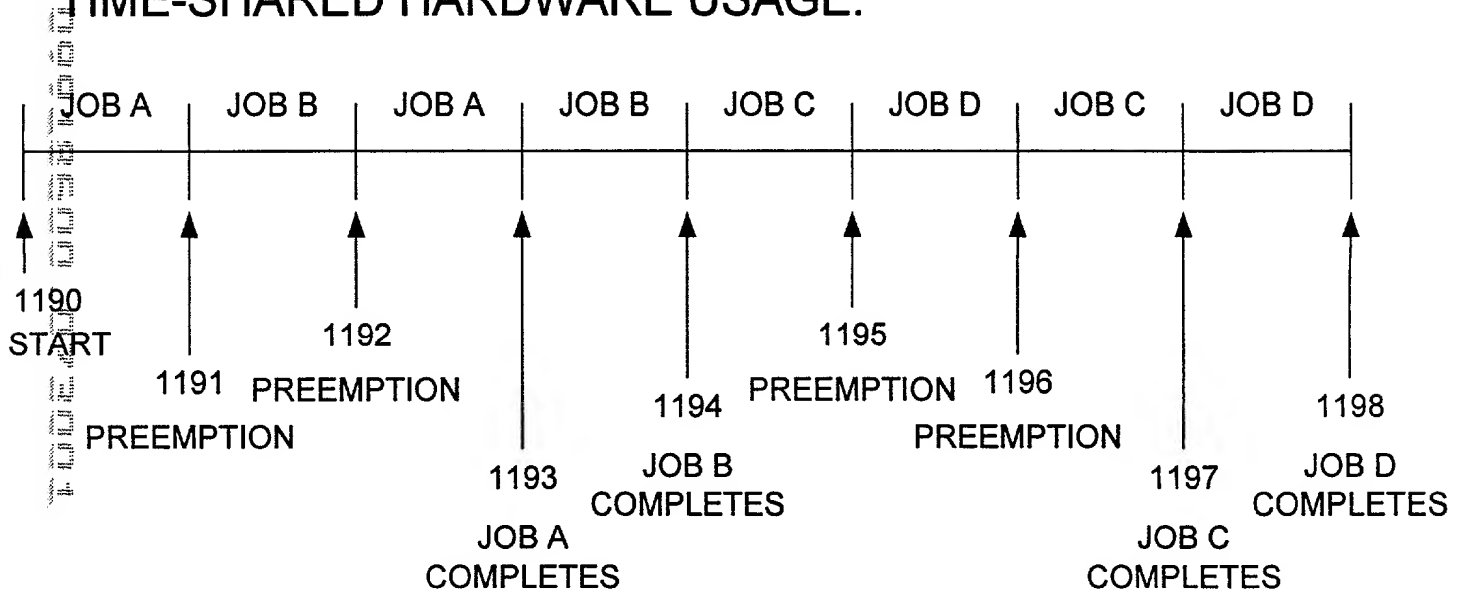 TIME-SHARED HARDWARE USAGE:
JOB A JOB B JOB A JOB B JOB C JOB D JOB C JOB D
1190
START
1191
PREEMPTION
1192
PREEMPTION
1193
JOB A
COMPLETES
1194
JOB B
COMPLETES
1195
PREEMPTION
1196
PREEMPTION
1197
JOB C
COMPLETES
1198
JOB D
COMPLETES